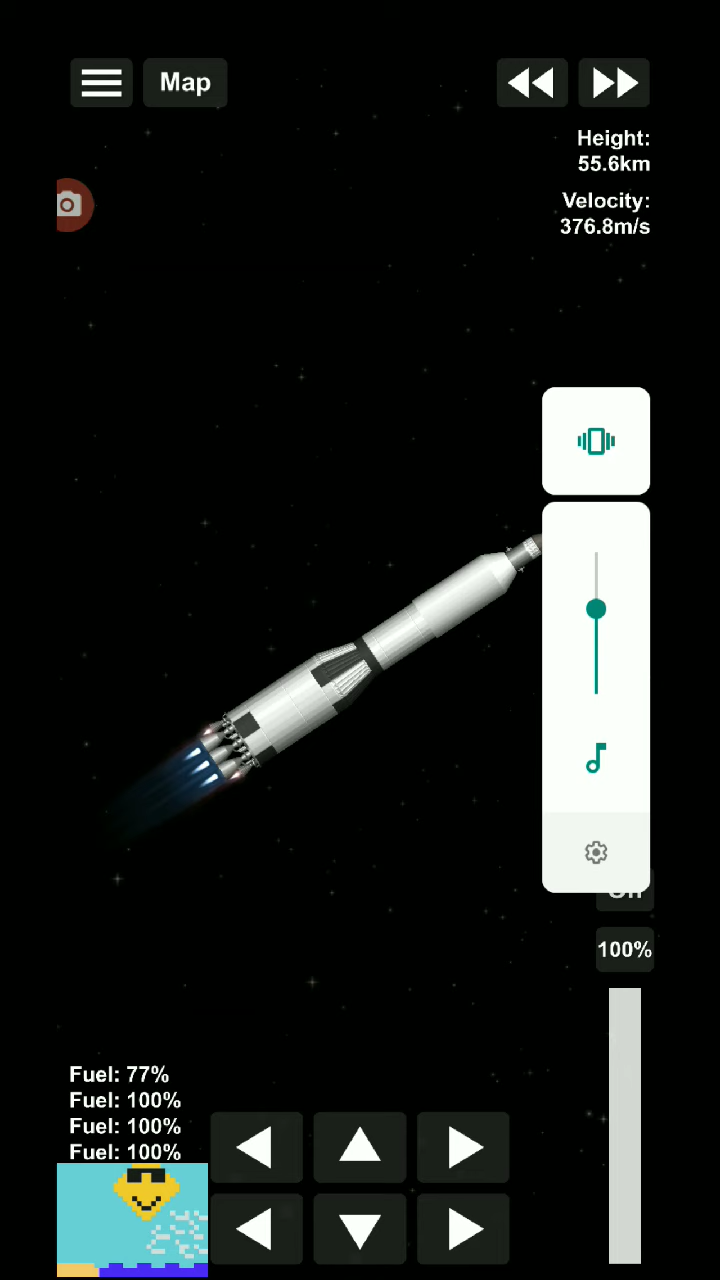 Map
Height:
55.6km
Velocity:
376.8m/s
100%
Fuel: 77%
Fuel: 100%
Fuel: 100%
Fuel: 100%